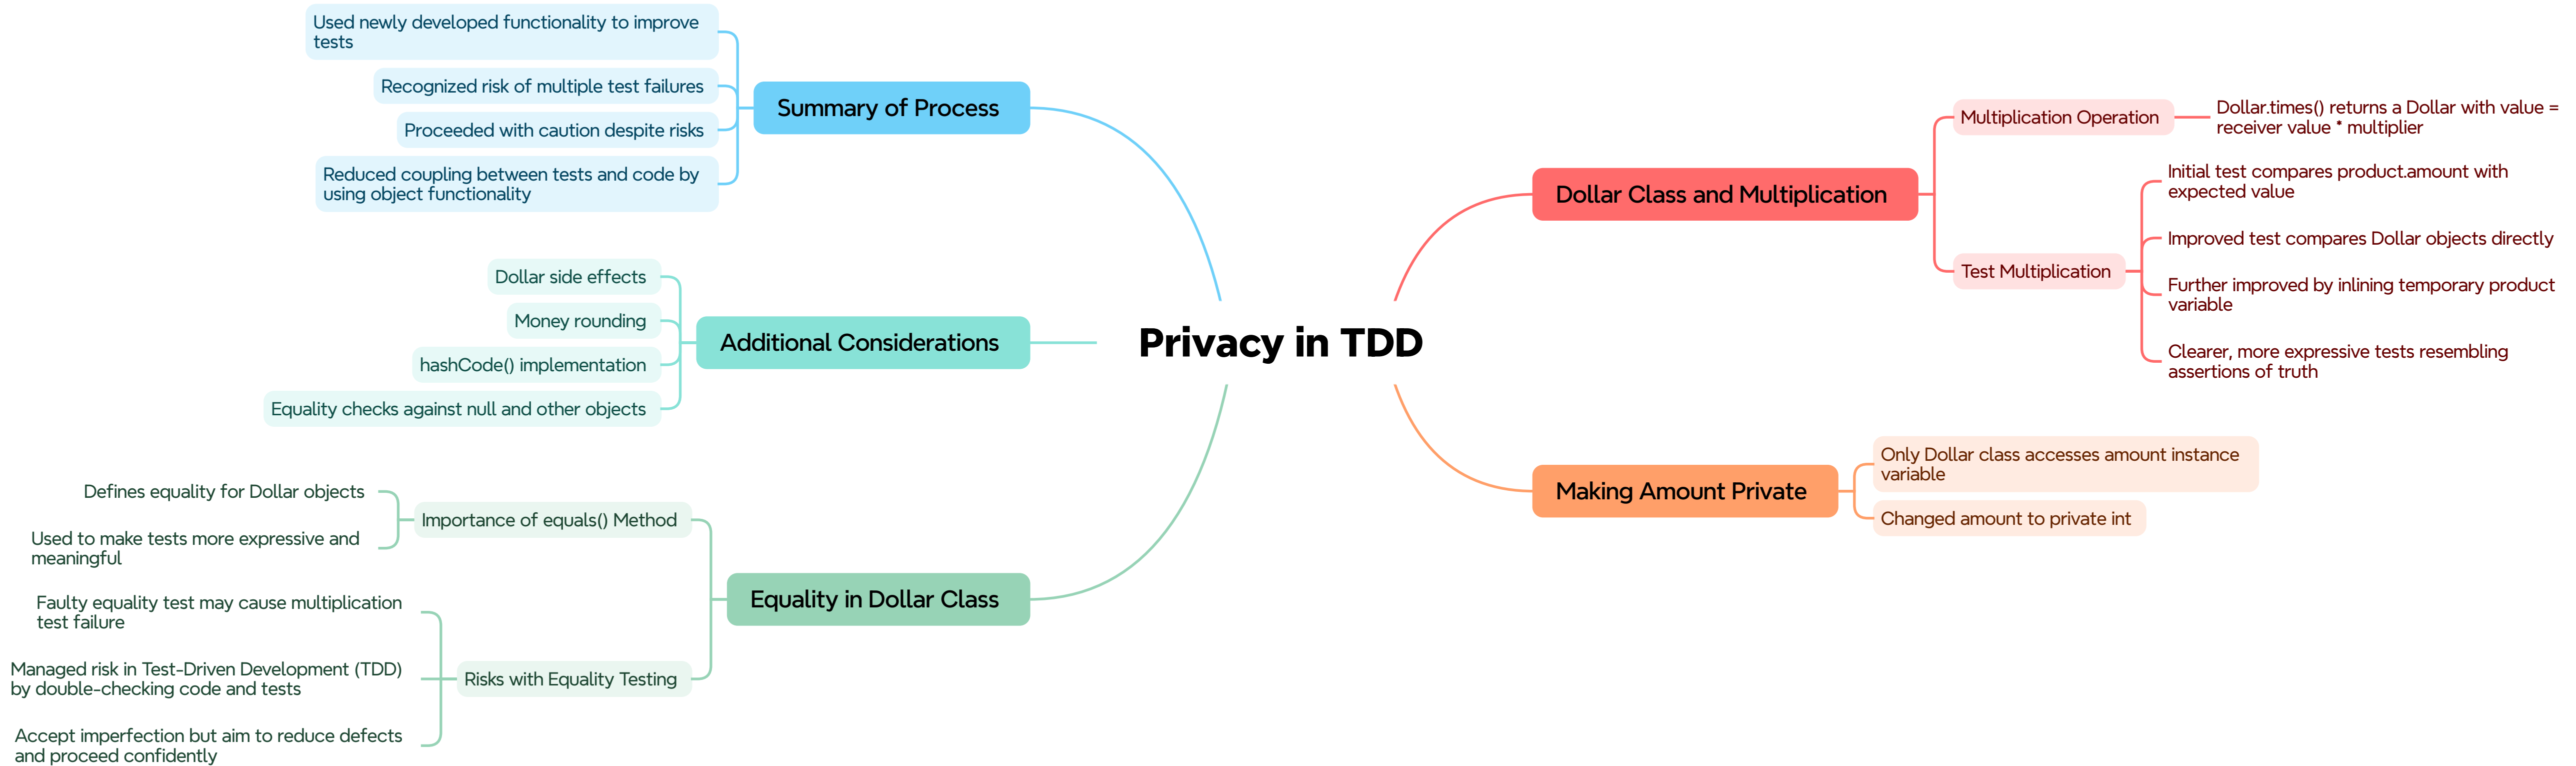 Privacy in TDD
Dollar Class and Multiplication
Multiplication Operation
Dollar.times() returns a Dollar with value =
receiver value * multiplier
Test Multiplication
Initial test compares product.amount with
expected value
Improved test compares Dollar objects directly
Further improved by inlining temporary product
variable
Clearer, more expressive tests resembling
assertions of truth
Making Amount Private
Only Dollar class accesses amount instance
variable
Changed amount to private int
Summary of Process
Used newly developed functionality to improve
tests
Recognized risk of multiple test failures
Proceeded with caution despite risks
Reduced coupling between tests and code by
using object functionality
Additional Considerations
Dollar side effects
Money rounding
hashCode() implementation
Equality checks against null and other objects
Equality in Dollar Class
Importance of equals() Method
Defines equality for Dollar objects
Used to make tests more expressive and
meaningful
Risks with Equality Testing
Faulty equality test may cause multiplication
test failure
Managed risk in Test-Driven Development (TDD)
by double-checking code and tests
Accept imperfection but aim to reduce defects
and proceed confidently